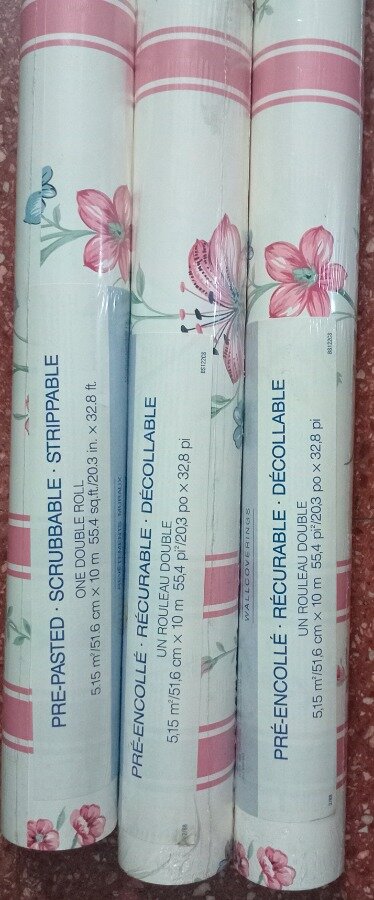 PRE-PASTED · SCRUBBABLE · STRIPPABLE
ONE DOUBLE ROLL
5.15 m²/51.6 cm × 10 m 55.4 sq.ft/20.3 in. × 32.8 ft
BS12203
PRÉ-ENCOLLÉ · RÉCURABLE · DÉCOLLABLE
UN ROULEAU DOUBLE
5,15 m²/51,6 cm × 10 m 55,4 pi²/20,3 po × 32,8 pi
WALLCOVERINGS
BS12203
PRÉ-ENCOLLÉ · RÉCURABLE · DÉCOLLABLE
UN ROULEAU DOUBLE
5,15 m²/51,6 cm × 10 m 55,4 pi²/20,3 po × 32,8 pi